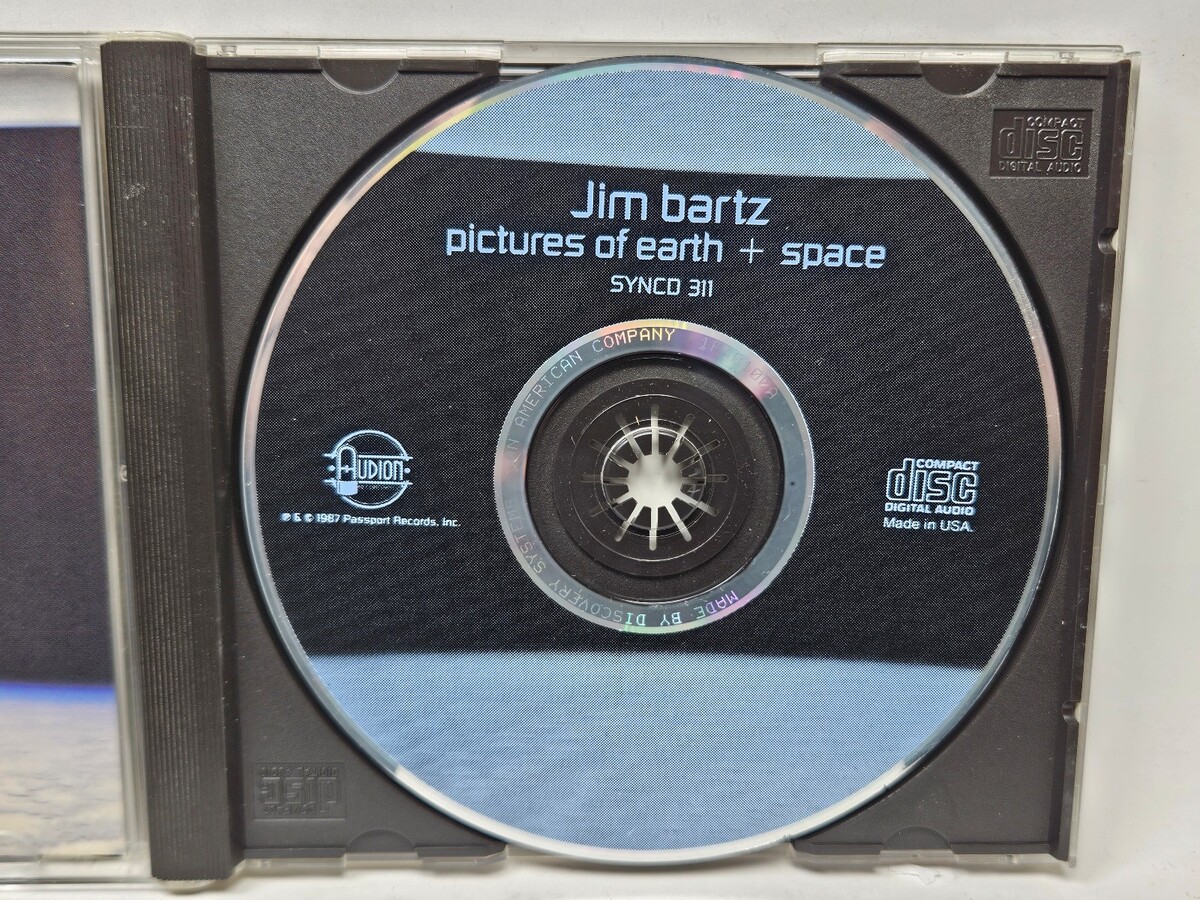 Jim bartz
pictures of earth + space
SYNCD 311
AUDION
℗ & © 1987 Passport Records, Inc.
COMPACT
disc
DIGITAL AUDIO
Made in USA.
MADE BY DISCOVERY SYSTEMS AN AMERICAN COMPANY
COMPACT
disc
DIGITAL AUDIO